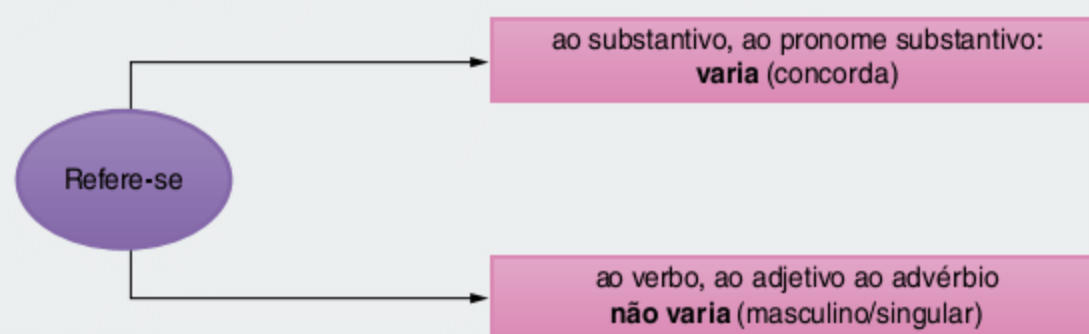 ao substantivo, ao pronome substantivo:
varia (concorda)
Refere-se
ao verbo, ao adjetivo ao advérbio
não varia (masculino/singular)